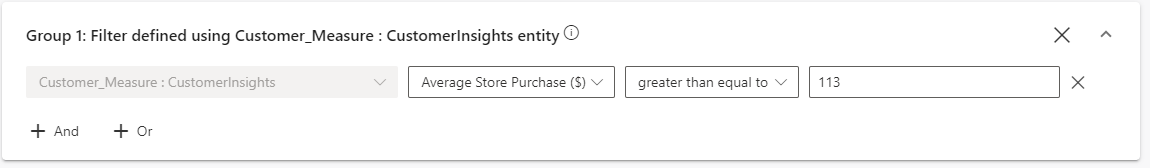 Group 1: Filter defined using Customer_Measure : CustomerInsights entity
Customer_Measure : CustomerInsights Average Store Purchase ($) greater than equal to 113
And Or